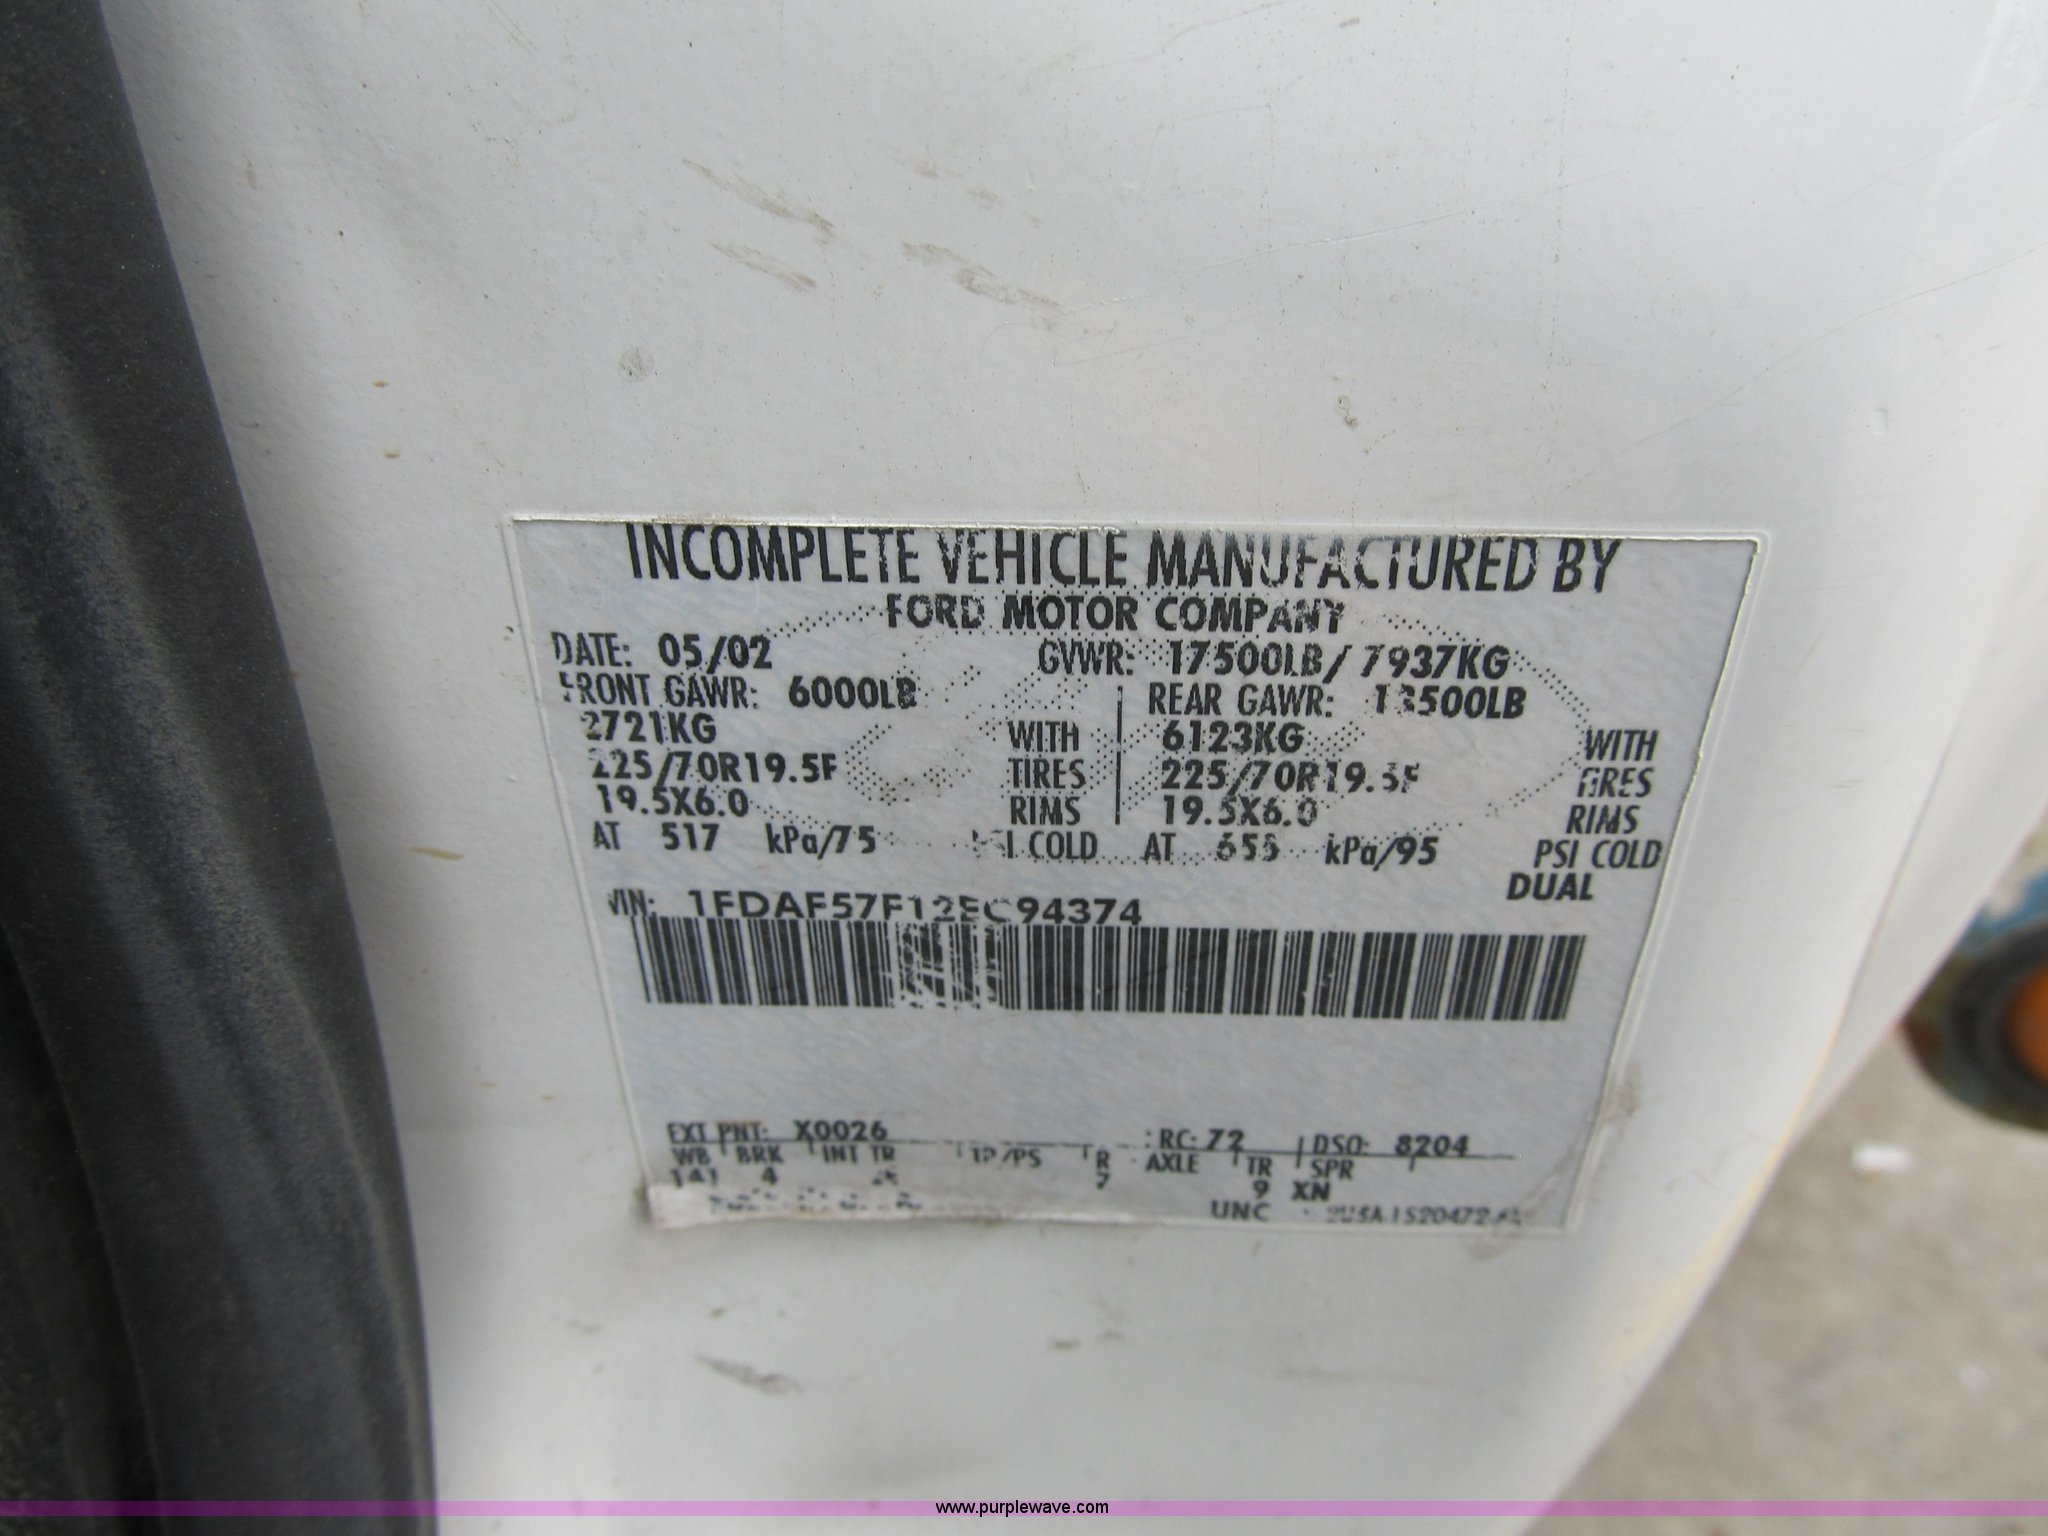 INCOMPLETE VEHICLE MANUFACTURED BY
FORD MOTOR COMPANY
DATE: 05/02 GVWR: 17500LB/ 7937KG
FRONT GAWR: 6000LB REAR GAWR: 13500LB
2721KG WITH 6123KG WITH
225/70R19.5F TIRES 225/70R19.5F TIRES
19.5X6.0 RIMS 19.5X6.0 RIMS
AT 517 kPa/75 PSI COLD AT 655 kPa/95 PSI COLD
DUAL
VIN: 1FDAF57F12EC94374
EXT PNT: X0026 RC: 72 DSO: 8204
WB BRK INT TR TP/PS R AXLE TR SPR
141 4 7 9 XN
UNC
www.purplewave.com